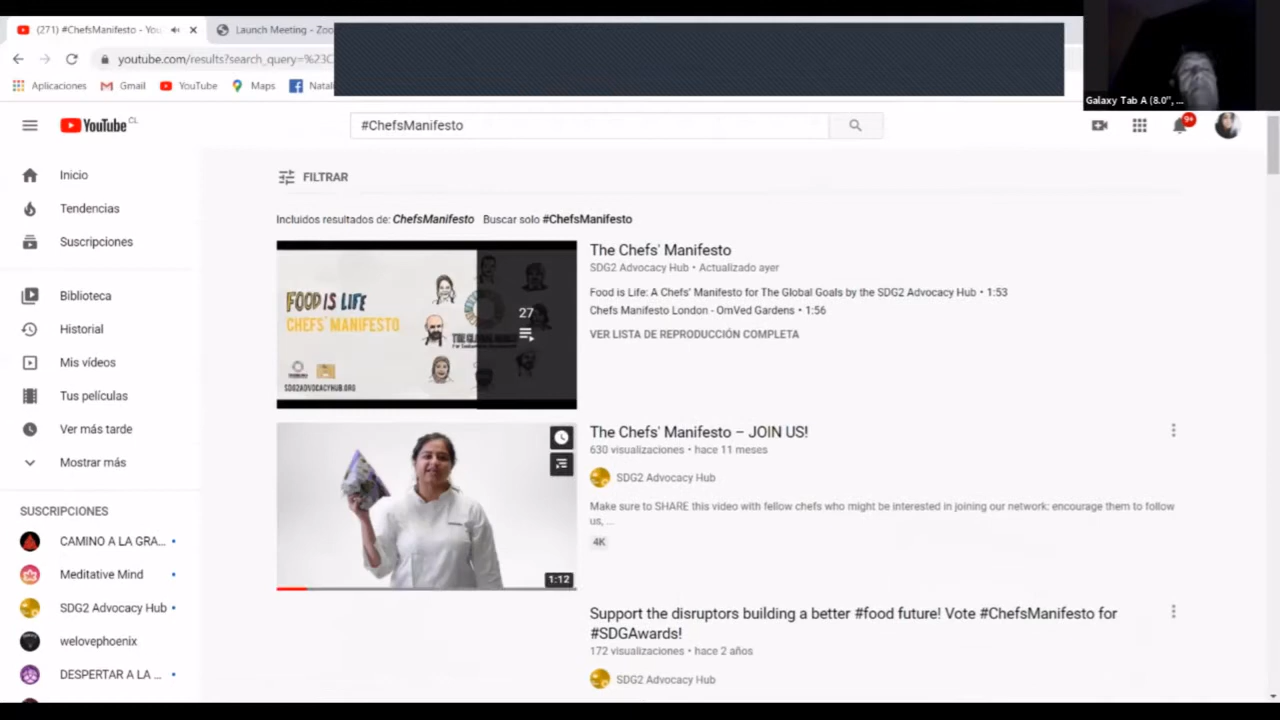 (271) #ChefsManifesto - You
Launch Meeting - Zoo
youtube.com/results?search_query=%23C
Aplicaciones
Gmail
YouTube
Maps
Natali
Galaxy Tab A (8.0", ...
YouTube CL
#ChefsManifesto
9+
Inicio
Tendencias
Suscripciones
Biblioteca
Historial
Mis vídeos
Tus películas
Ver más tarde
Mostrar más
SUSCRIPCIONES
CAMINO A LA GRA...
Meditative Mind
SDG2 Advocacy Hub
welovephoenix
DESPERTAR A LA ...
FILTRAR
Incluidos resultados de: ChefsManifesto Buscar solo #ChefsManifesto
FOOD IS LIFE
CHEFS' MANIFESTO
SDG2ADVOCACYHUB.ORG
27
The Chefs' Manifesto
SDG2 Advocacy Hub • Actualizado ayer
Food is Life: A Chefs' Manifesto for The Global Goals by the SDG2 Advocacy Hub • 1:53
Chefs Manifesto London - OmVed Gardens • 1:56
VER LISTA DE REPRODUCCIÓN COMPLETA
1:12
The Chefs' Manifesto – JOIN US!
630 visualizaciones • hace 11 meses
SDG2 Advocacy Hub
Make sure to SHARE this video with fellow chefs who might be interested in joining our network: encourage them to follow
us, ...
4K
Support the disruptors building a better #food future! Vote #ChefsManifesto for
#SDGAwards!
172 visualizaciones • hace 2 años
SDG2 Advocacy Hub